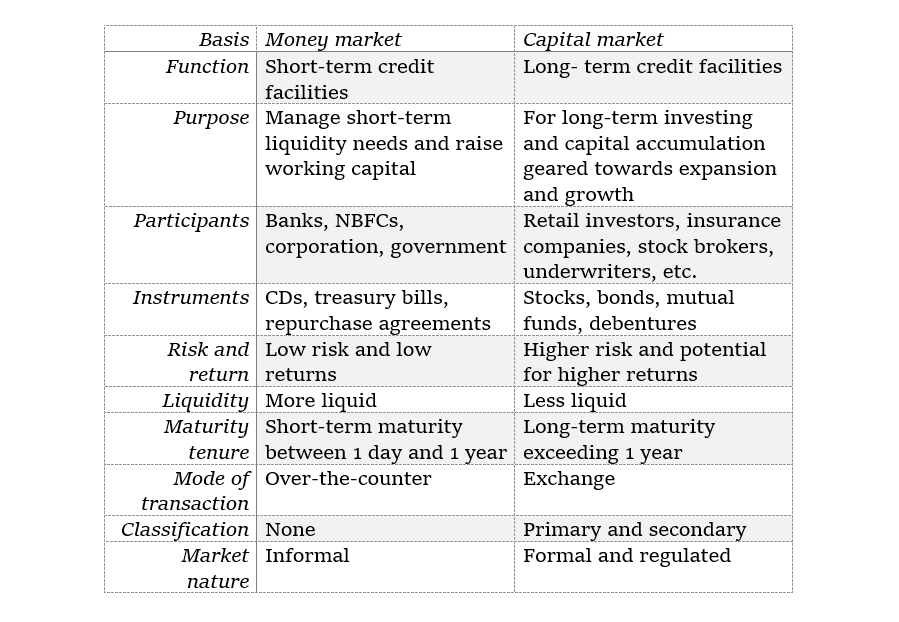 Basis Money market Capital market
Function Short-term credit Long- term credit facilities
facilities
Purpose Manage short-term For long-term investing
liquidity needs and raise and capital accumulation
working capital geared towards expansion
and growth
Participants Banks, NBFCs, Retail investors, insurance
corporation, government companies, stock brokers,
underwriters, etc.
Instruments CDs, treasury bills, Stocks, bonds, mutual
repurchase agreements funds, debentures
Risk and Low risk and low Higher risk and potential
return returns for higher returns
Liquidity More liquid Less liquid
Maturity Short-term maturity Long-term maturity
tenure between 1 day and 1 year exceeding 1 year
Mode of Over-the-counter Exchange
transaction
Classification None Primary and secondary
Market Informal Formal and regulated
nature